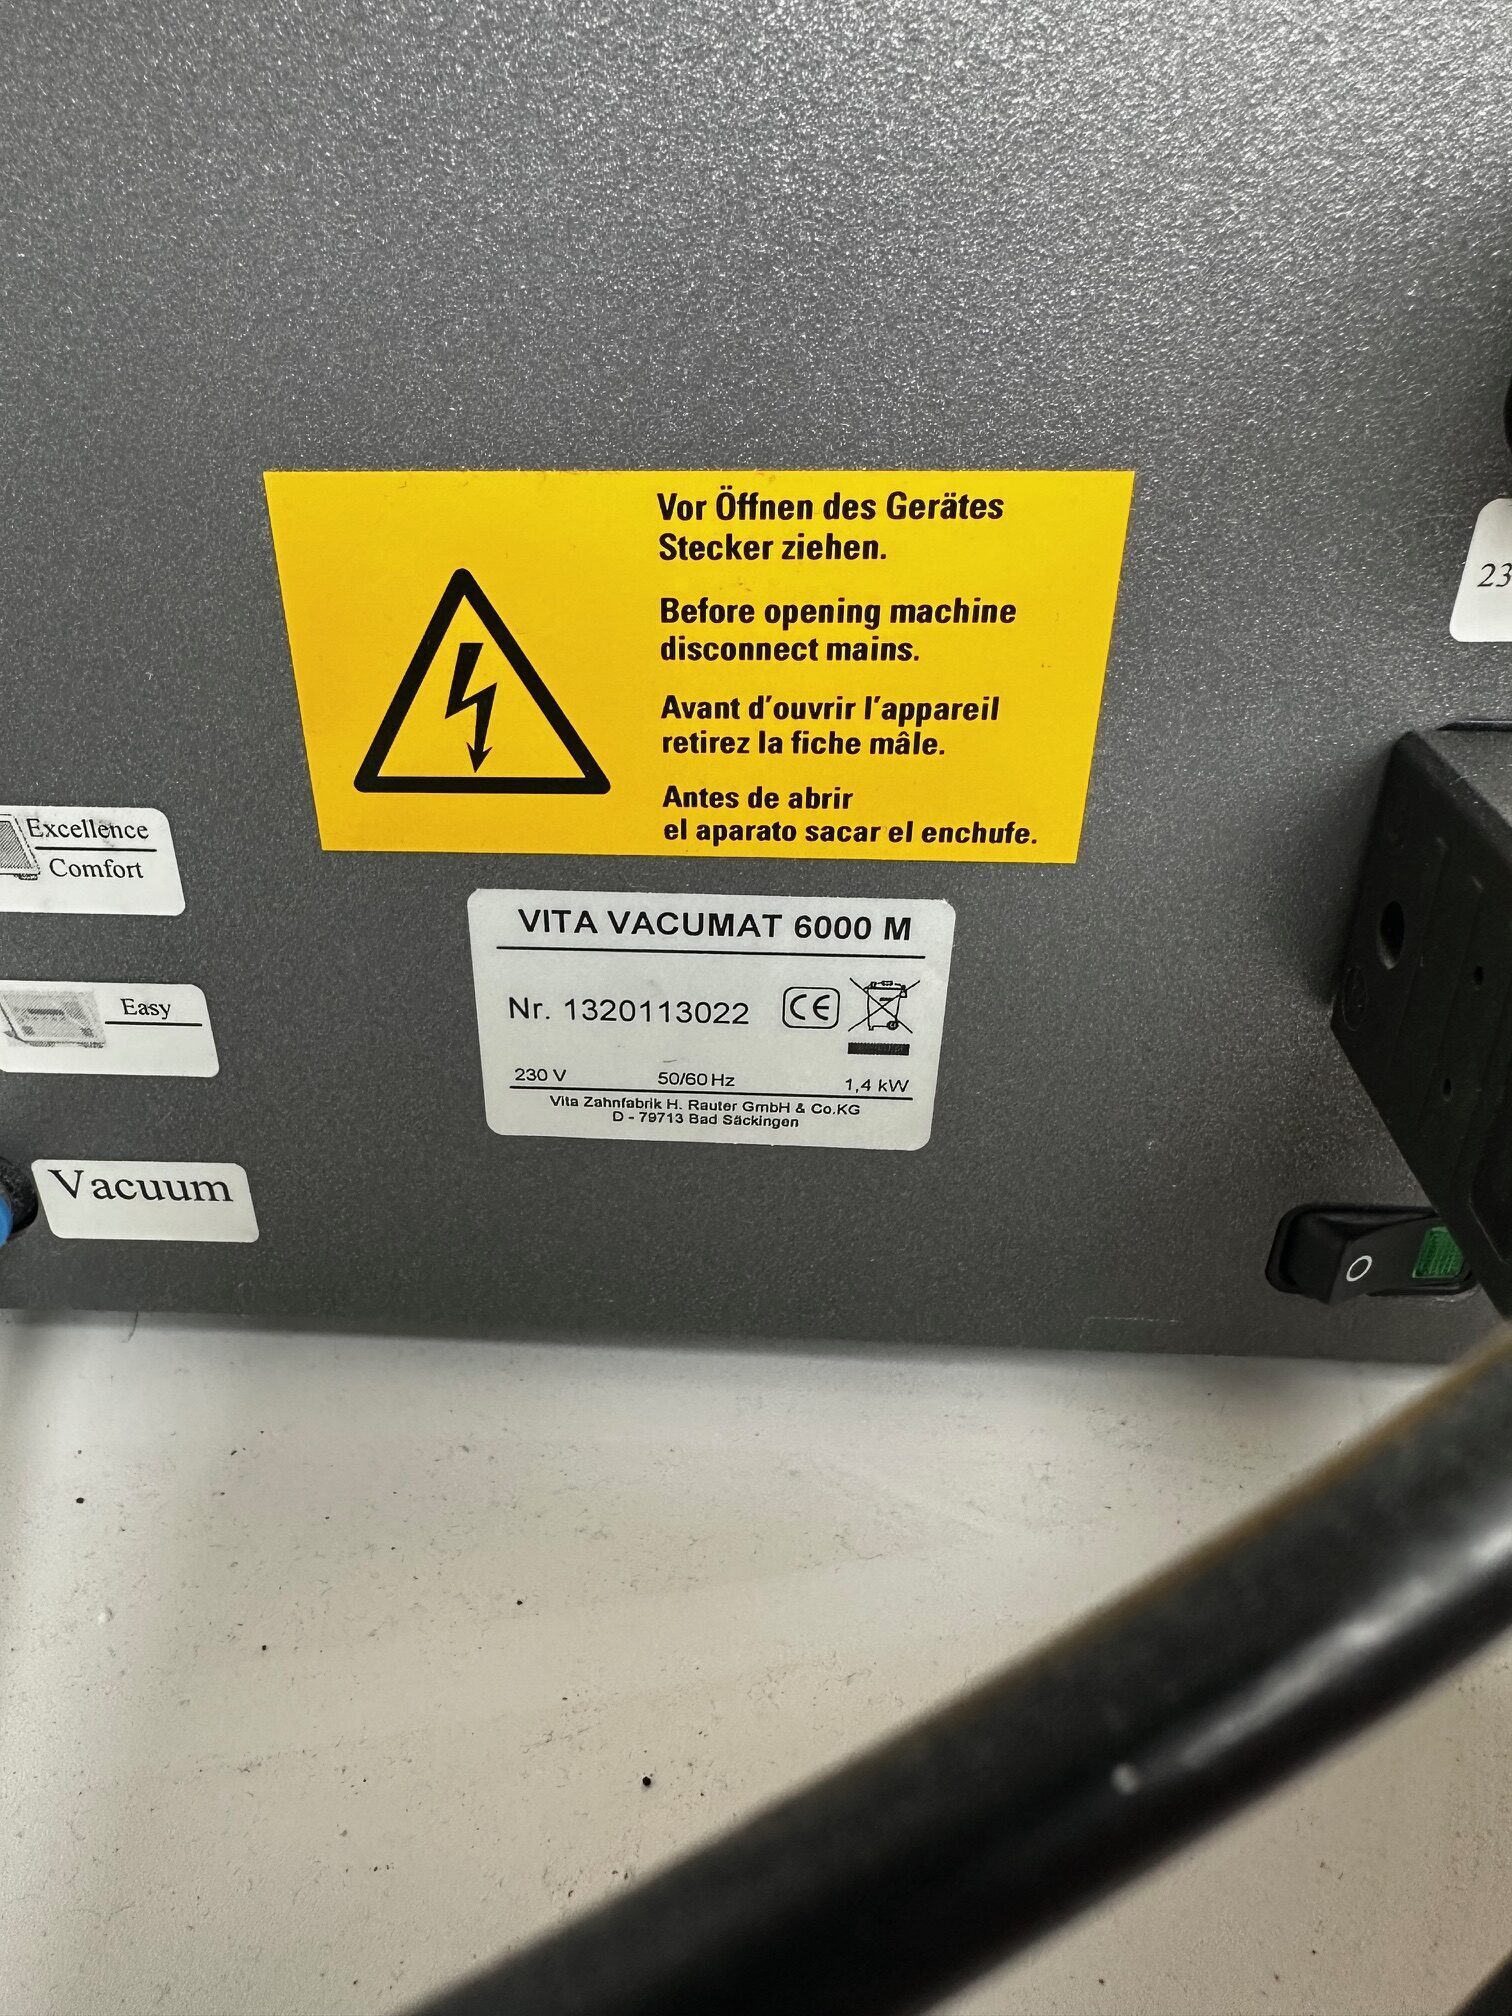 Vor Öffnen des Gerätes
Stecker ziehen.
Before opening machine
disconnect mains.
Avant d'ouvrir l'appareil
retirez la fiche mâle.
Antes de abrir
el aparato sacar el enchufe.
23
Excellence
Comfort
Easy
Vacuum
VITA VACUMAT 6000 M
Nr. 1320113022 CE
230 V 50/60 Hz 1,4 kW
Vita Zahnfabrik H. Rauter GmbH & Co.KG
D - 79713 Bad Säckingen
O